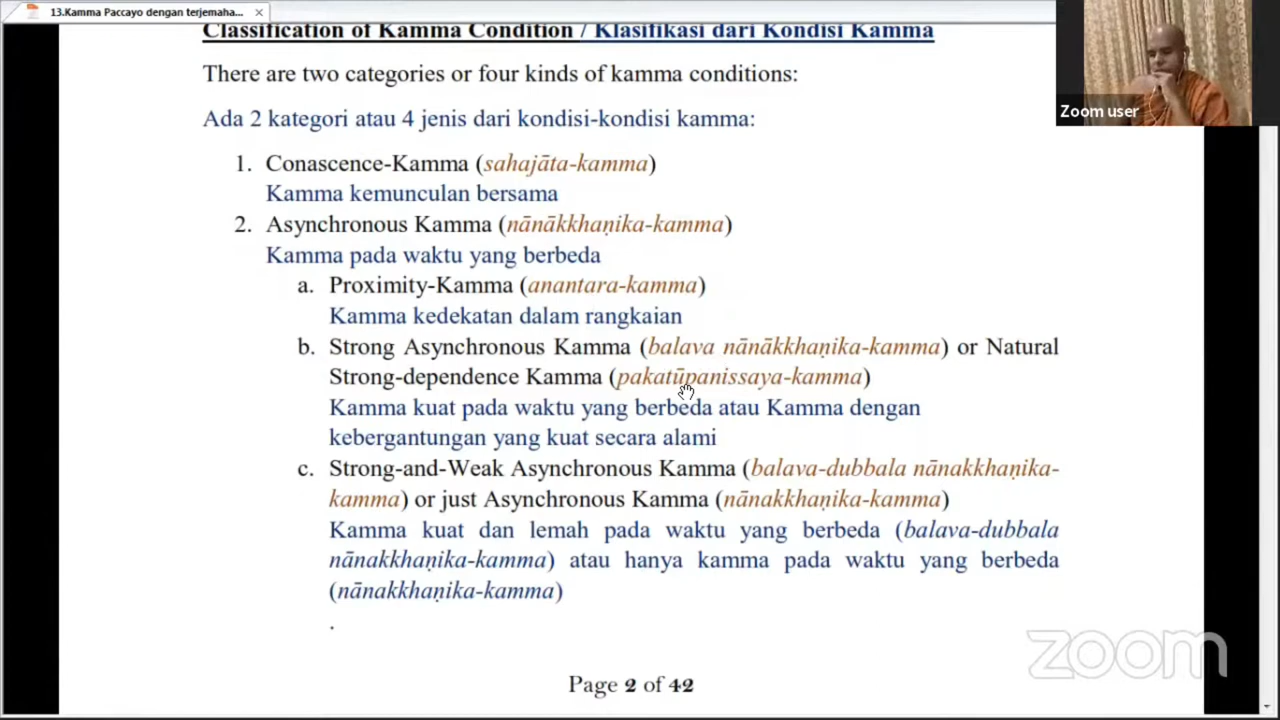 13.Kamma Paccayo dengan terjemaha... ×
Classification of Kamma Condition / Klasifikasi dari Kondisi Kamma
There are two categories or four kinds of kamma conditions:
Ada 2 kategori atau 4 jenis dari kondisi-kondisi kamma:
1. Conascence-Kamma (sahajāta-kamma)
Kamma kemunculan bersama
2. Asynchronous Kamma (nānākkhaṇika-kamma)
Kamma pada waktu yang berbeda
a. Proximity-Kamma (anantara-kamma)
Kamma kedekatan dalam rangkaian
b. Strong Asynchronous Kamma (balava nānākkhaṇika-kamma) or Natural
Strong-dependence Kamma (pakatūpanissaya-kamma)
Kamma kuat pada waktu yang berbeda atau Kamma dengan
kebergantungan yang kuat secara alami
c. Strong-and-Weak Asynchronous Kamma (balava-dubbala nānakkhaṇika-
kamma) or just Asynchronous Kamma (nānakkhaṇika-kamma)
Kamma kuat dan lemah pada waktu yang berbeda (balava-dubbala
nānakkhaṇika-kamma) atau hanya kamma pada waktu yang berbeda
(nānakkhaṇika-kamma)
.
Page 2 of 42
Zoom user
zoom